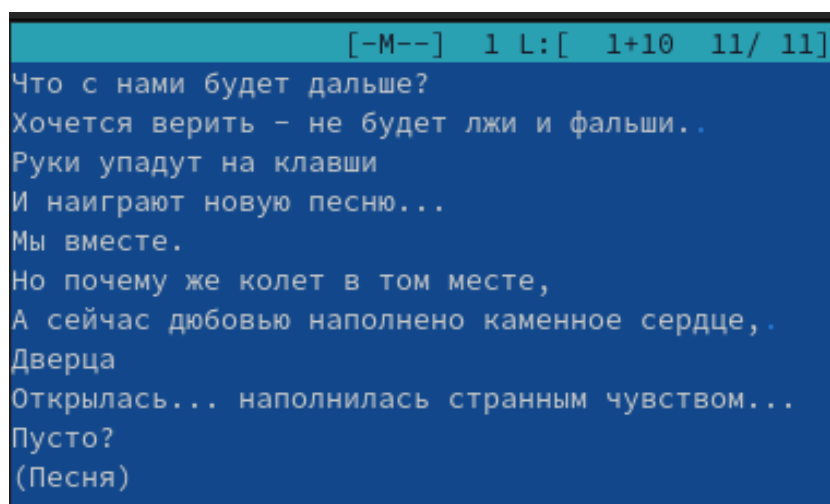 [-M--]  1 L:[  1+10  11/ 11]
Что с нами будет дальше?
Хочется верить - не будет лжи и фальши..
Руки упадут на клавши
И наиграют новую песню...
Мы вместе.
Но почему же колет в том месте,
А сейчас дюбовью наполнено каменное сердце,.
Дверца
Открылась... наполнилась странным чувством...
Пусто?
(Песня)